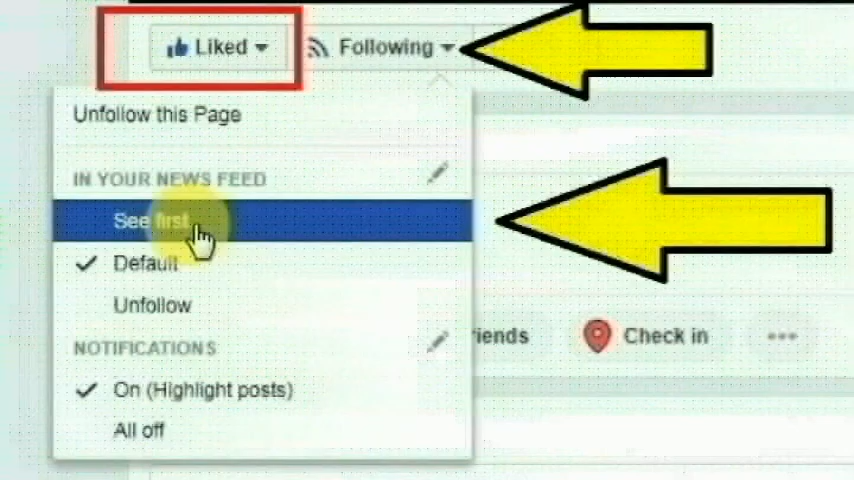 Liked Following
Unfollow this Page
IN YOUR NEWS FEED
See first
Default
Unfollow
riends Check in
NOTIFICATIONS
On (Highlight posts)
All off